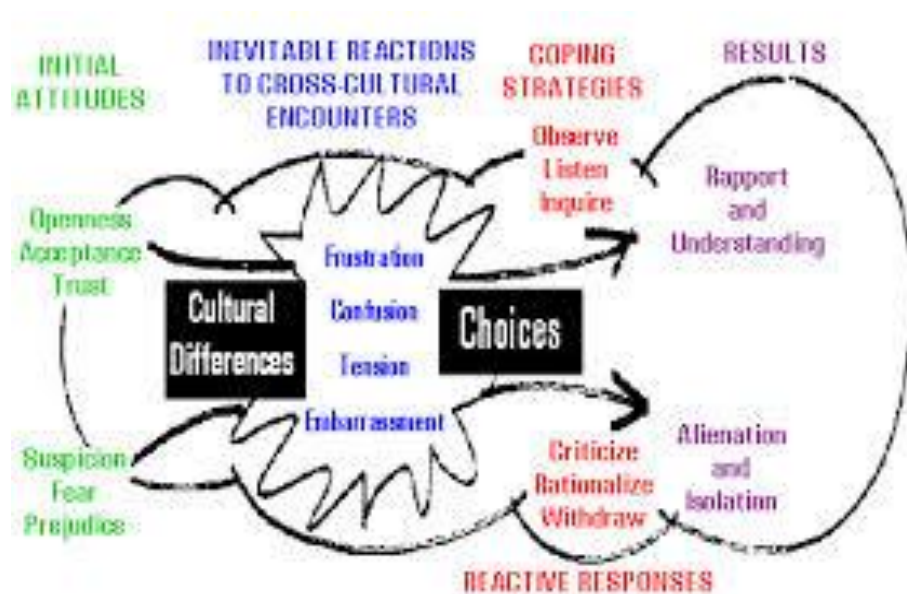 INITIAL
ATTITUDES
INEVITABLE REACTIONS
TO CROSS-CULTURAL
ENCOUNTERS
COPING
STRATEGIES
RESULTS
Observe
Listen
Inquire
Openness
Acceptance
Trust
Rapport
and
Understanding
Frustration
Confusion
Tension
Embarrassment
Cultural
Differences
Choices
Suspicion
Fear
Prejudice
Criticize
Rationalize
Withdraw
Alienation
and
Isolation
REACTIVE RESPONSES